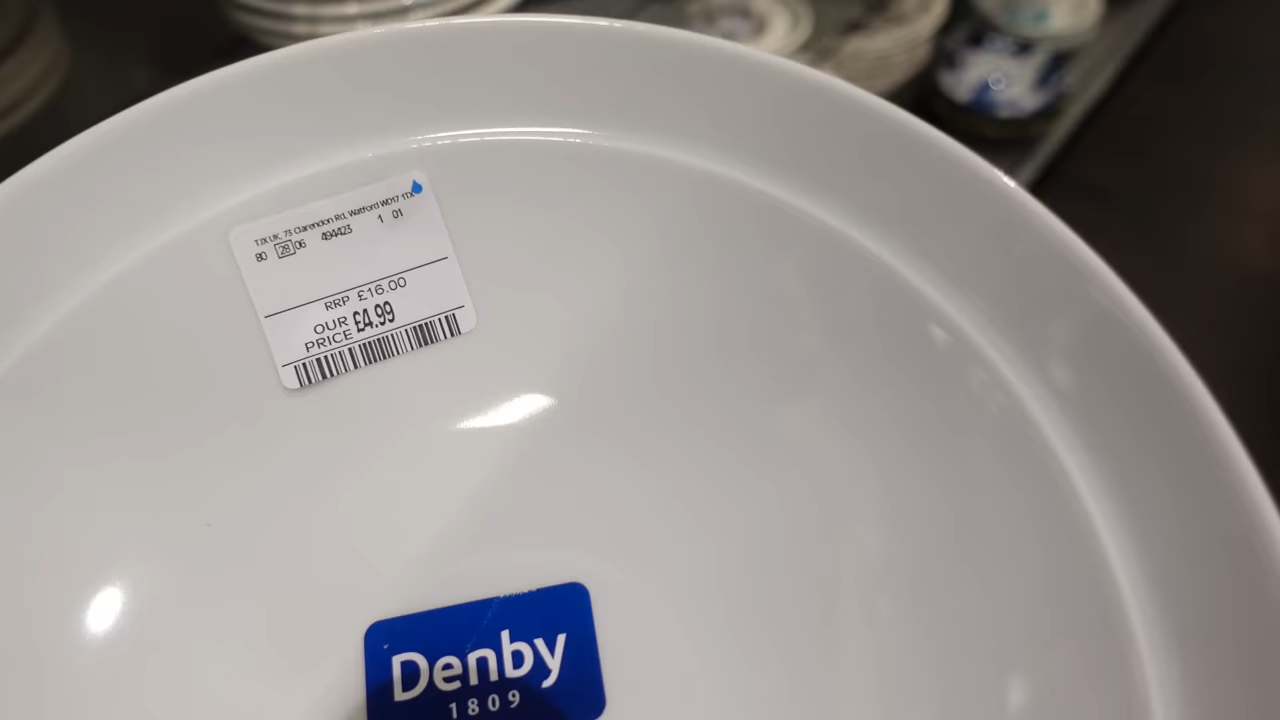 TJX UK, 73 Clarendon Rd, Watford WD17 1TX
80 28 06 494423 1 01
RRP £16.00
OUR PRICE £4.99
Denby
1809